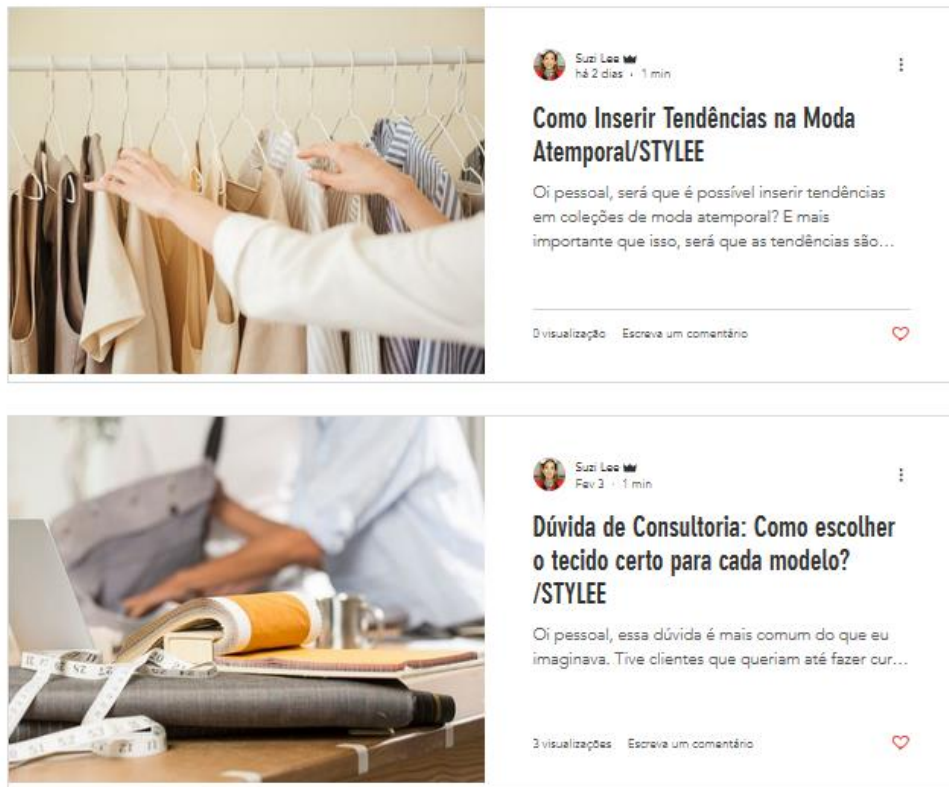 Suzi Lee
há 2 dias · 1 min
Como Inserir Tendências na Moda
Atemporal/STYLEE
Oi pessoal, será que é possível inserir tendências
em coleções de moda atemporal? E mais
importante que isso, será que as tendências são...
0 visualização Escreva um comentário
Suzi Lee
Fev 3 · 1 min
Dúvida de Consultoria: Como escolher
o tecido certo para cada modelo?
/STYLEE
Oi pessoal, essa dúvida é mais comum do que eu
imaginava. Tive clientes que queriam até fazer cur...
3 visualizações Escreva um comentário